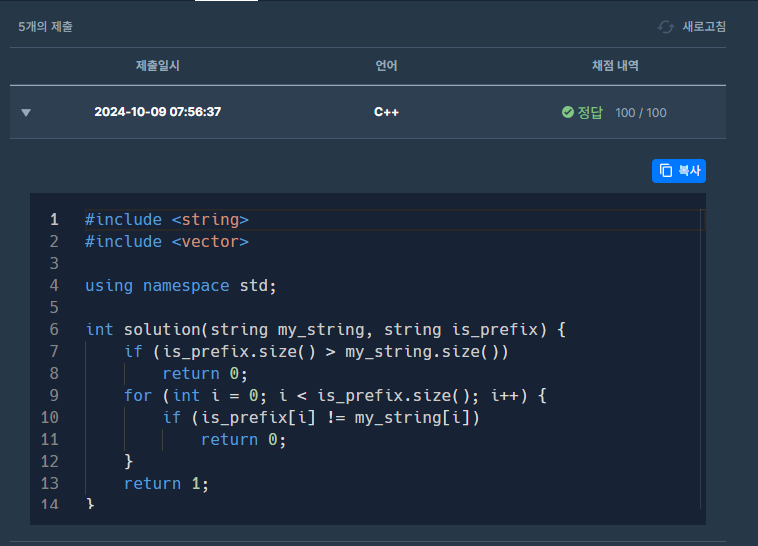 5개의 제출 새로고침
제출일시 언어 채점 내역
2024-10-09 07:56:37 C++ 정답 100 / 100
복사
1 #include <string>
2 #include <vector>
3
4 using namespace std;
5
6 int solution(string my_string, string is_prefix) {
7     if (is_prefix.size() > my_string.size())
8         return 0;
9     for (int i = 0; i < is_prefix.size(); i++) {
10         if (is_prefix[i] != my_string[i])
11             return 0;
12     }
13     return 1;
14 }